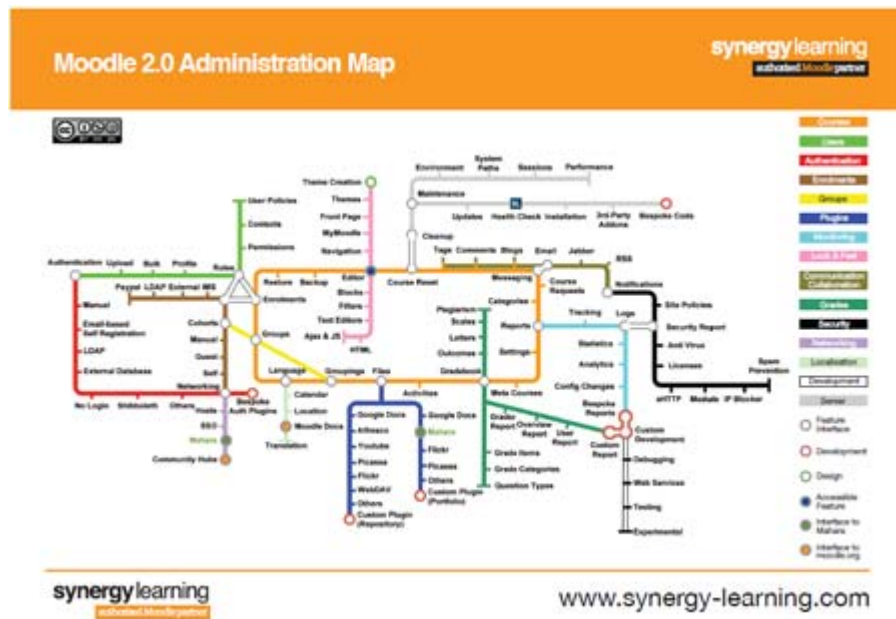 Moodle 2.0 Administration Map
synergylearning
authorised Moodle partner
Courses
Users
Authentication
Enrolments
Groups
Plugins
Monitoring
Look & Feel
Communication
Collaboration
Grades
Security
Networking
Localisation
Development
Server
Feature
Interface
Development
Design
Accessible
Feature
Interface to
Mahara
Interface to
moodle.org
Environment
System
Paths
Sessions
Performance
Maintenance
Updates
Health Check
Installation
3rd Party
Addons
Bespoke Code
Cleanup
Theme Creation
Themes
Front Page
MyMoodle
Navigation
Editor
Blocks
Filters
Text Editors
Ajax & JS
HTML
User Policies
Contexts
Permissions
Authentication
Upload
Bulk
Profile
Roles
Paypal
LDAP
External
IMS
Enrolments
Restore
Backup
Course Reset
Tags
Comments
Blogs
Email
Jabber
RSS
Messaging
Course
Requests
Notifications
Categories
Manual
Email-based
Self Registration
LDAP
External Database
No Login
Shibboleth
Others
Cohorts
Manual
Guest
Self
Networking
Bespoke
Auth Plugins
Hosts
SSO
Mahara
Community Hubs
Groups
Groupings
Language
Calendar
Location
Moodle Docs
Translation
Files
Activities
Meta Courses
Google Docs
Alfresco
Youtube
Picassa
Flickr
WebDAV
Others
Custom Plugin
(Repository)
Google Docs
Mahara
Flickr
Picassa
Others
Custom Plugin
(Portfolio)
Plagiarism
Scales
Letters
Outcomes
Gradebook
Reports
Settings
Grader
Report
Overview
Report
User
Report
Custom
Report
Grade Items
Grade Categories
Question Types
Tracking
Logs
Statistics
Analytics
Config Changes
Bespoke
Reports
Custom
Development
Debugging
Web Services
Testing
Experimental
Site Policies
Security Report
Anti Virus
Licenses
Spam
Prevention
Module
IP Blocker
synergylearning
authorised Moodle partner
www.synergy-learning.com